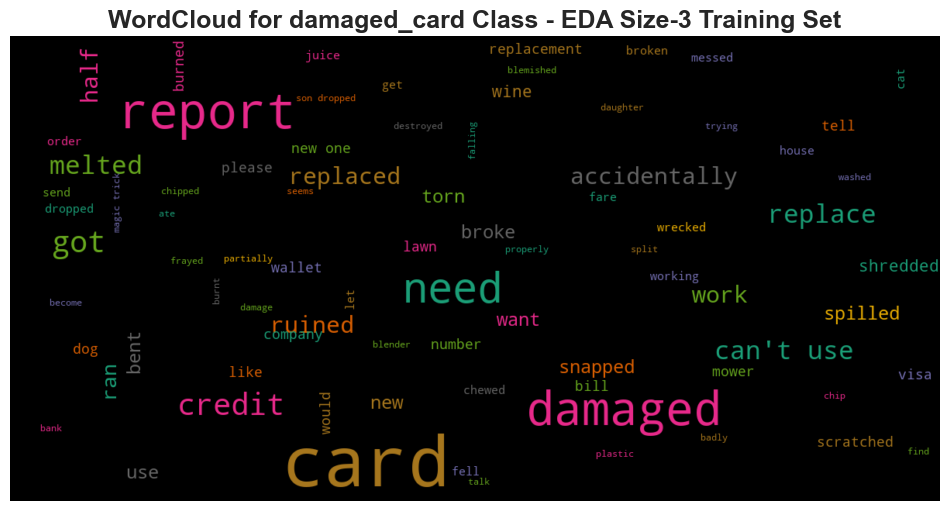 WordCloud for damaged_card Class - EDA Size-3 Training Set
half
burned
juice
replacement
broken
messed
blemished
cat
get
wine
son dropped
daughter
report
destroyed
falling
trying
tell
order
new one
house
melted
please
replaced
accidentally
washed
magic trick
send
chipped
seems
torn
fare
dropped
ate
replace
got
broke
wrecked
lawn
properly
split
frayed
partially
wallet
working
shredded
burnt
need
become
damage
let
work
spilled
ruined
company
want
dog
bent
blender
number
can't use
ran
like
snapped
mower
visa
bill
chewed
credit
would
new
damaged
chip
bank
badly
scratched
card
plastic
find
use
fell
talk